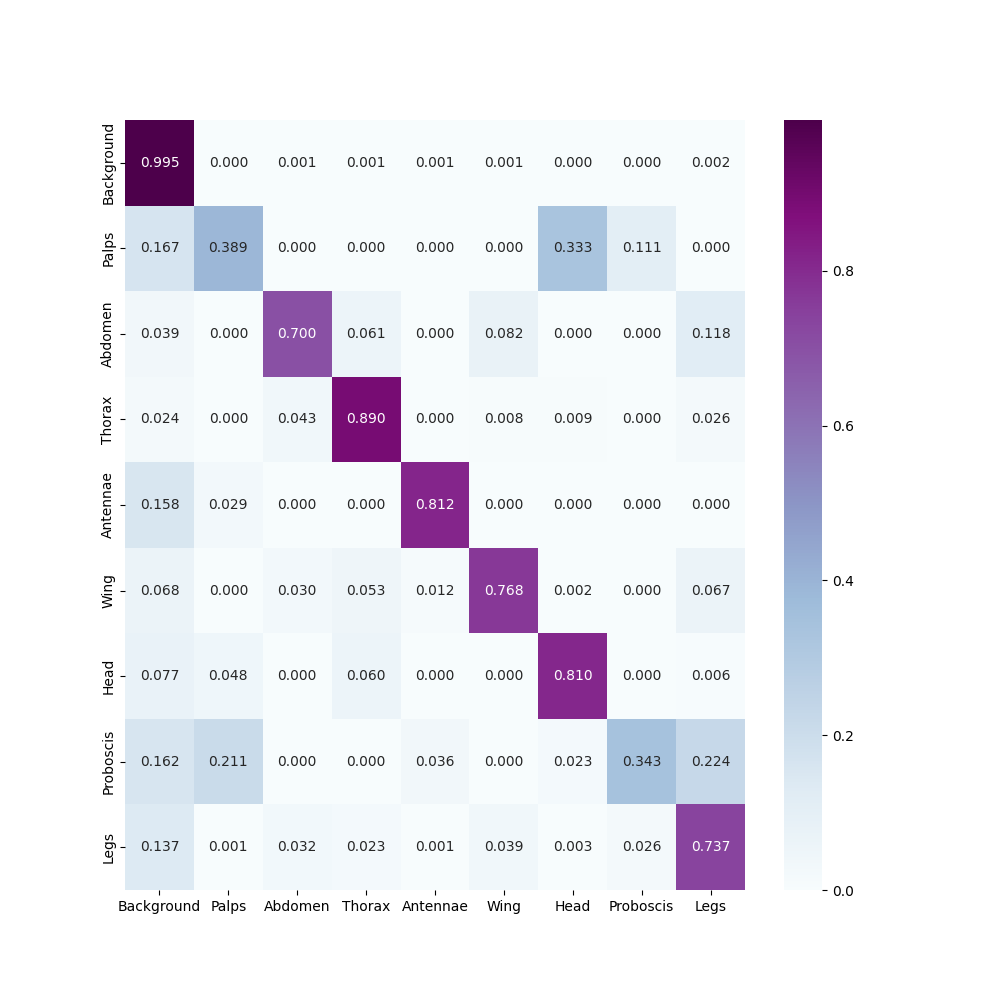 Background 0.995 0.000 0.001 0.001 0.001 0.001 0.000 0.000 0.002
Palps 0.167 0.389 0.000 0.000 0.000 0.000 0.333 0.111 0.000
Abdomen 0.039 0.000 0.700 0.061 0.000 0.082 0.000 0.000 0.118
Thorax 0.024 0.000 0.043 0.890 0.000 0.008 0.009 0.000 0.026
Antennae 0.158 0.029 0.000 0.000 0.812 0.000 0.000 0.000 0.000
Wing 0.068 0.000 0.030 0.053 0.012 0.768 0.002 0.000 0.067
Head 0.077 0.048 0.000 0.060 0.000 0.000 0.810 0.000 0.006
Proboscis 0.162 0.211 0.000 0.000 0.036 0.000 0.023 0.343 0.224
Legs 0.137 0.001 0.032 0.023 0.001 0.039 0.003 0.026 0.737
Background Palps Abdomen Thorax Antennae Wing Head Proboscis Legs
0.8
0.6
0.4
0.2
0.0